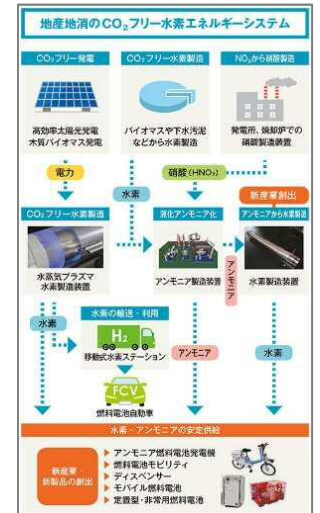 地産地消のCO₂フリー水素エネルギーシステム
CO₂フリー発電
CO₂フリー水素製造
NO₂から硝酸製造
高効率太陽光発電
木質バイオマス発電
バイオマスや下水汚泥
などから水素製造
発電所、焼却炉での
硝酸製造装置
電力
水素
硝酸(HNO₃)
新産業創出
CO₂フリー水素製造
液化アンモニア化
アンモニアから水素製造
水蒸気プラズマ
水素製造装置
アンモニア製造装置
アンモニア
水素製造装置
水素
水素の輸送・利用
H₂
移動式水素ステーション
アンモニア
水素
FCV
燃料電池自動車
水素・アンモニアの安定供給
新産業・
新製品の創出
アンモニア燃料電池発電機
燃料電池モビリティ
ディスペンサー
モバイル燃料電池
定置型・非常用燃料電池